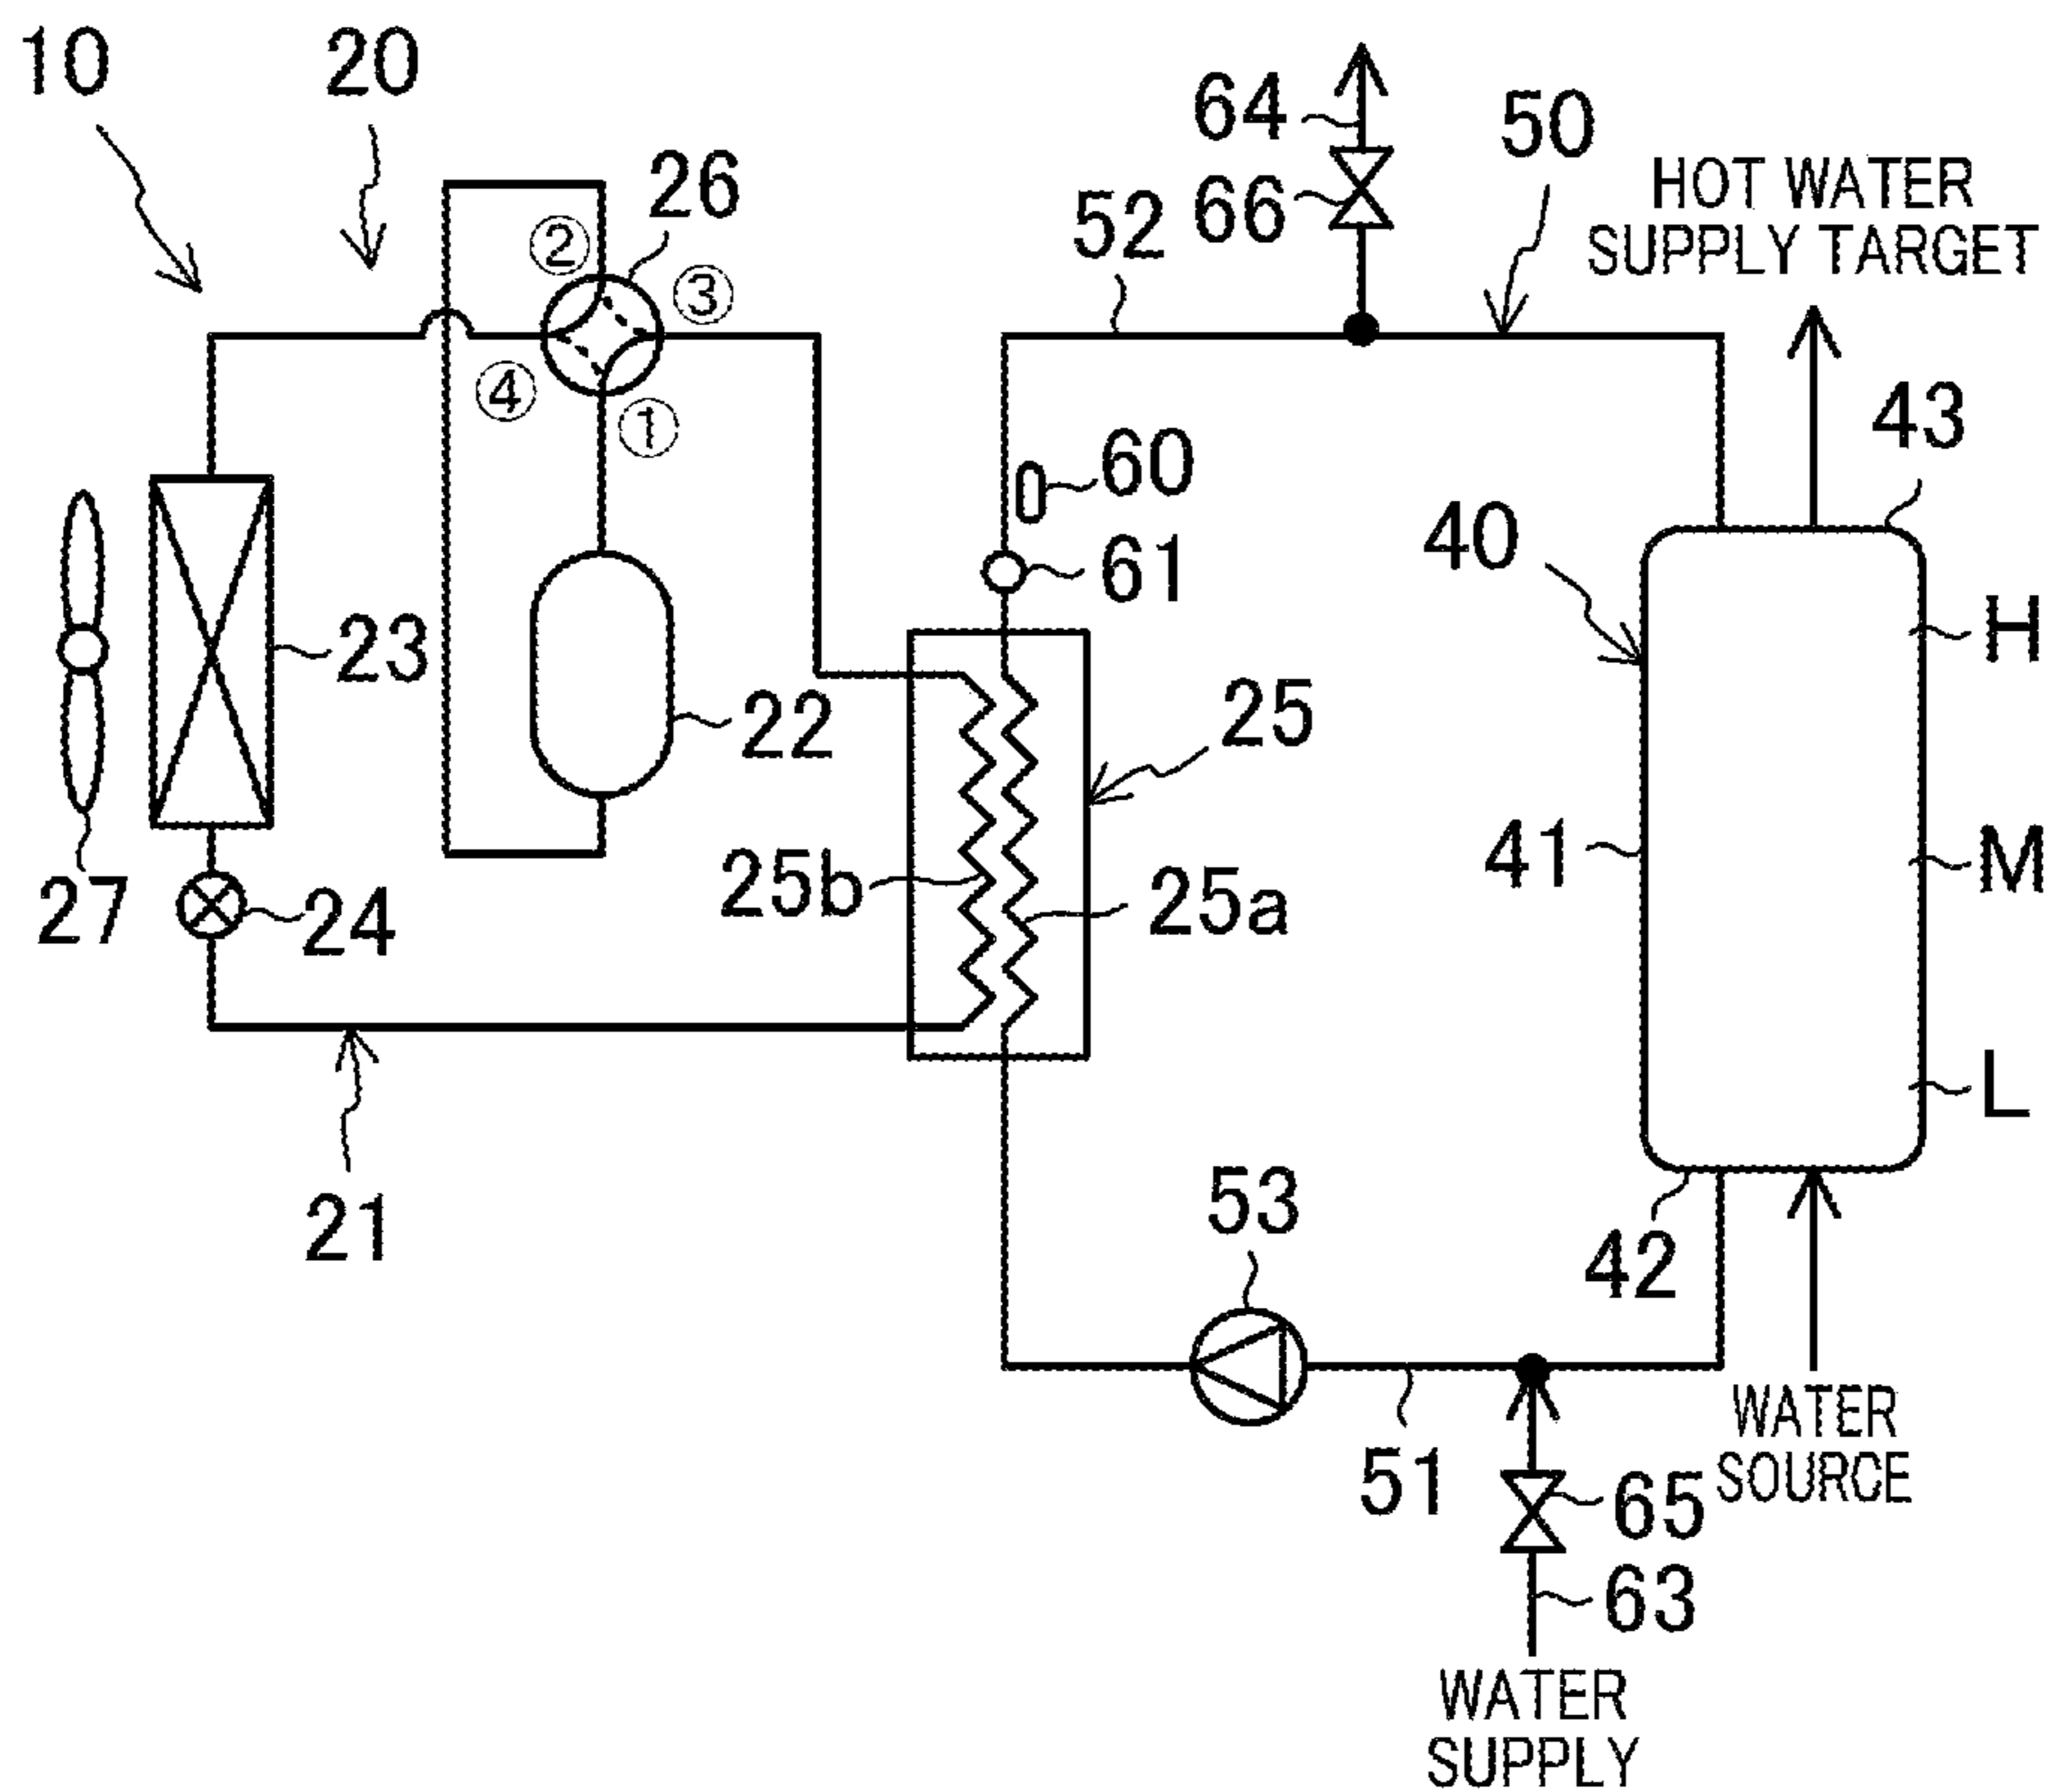 10
20
64
50
26
66
52
HOT WATER
SUPPLY TARGET
②
③
④
①
43
60
40
61
H
23
22
25
41
M
25b
25a
27
24
L
53
21
42
WATER
SOURCE
51
65
63
WATER
SUPPLY